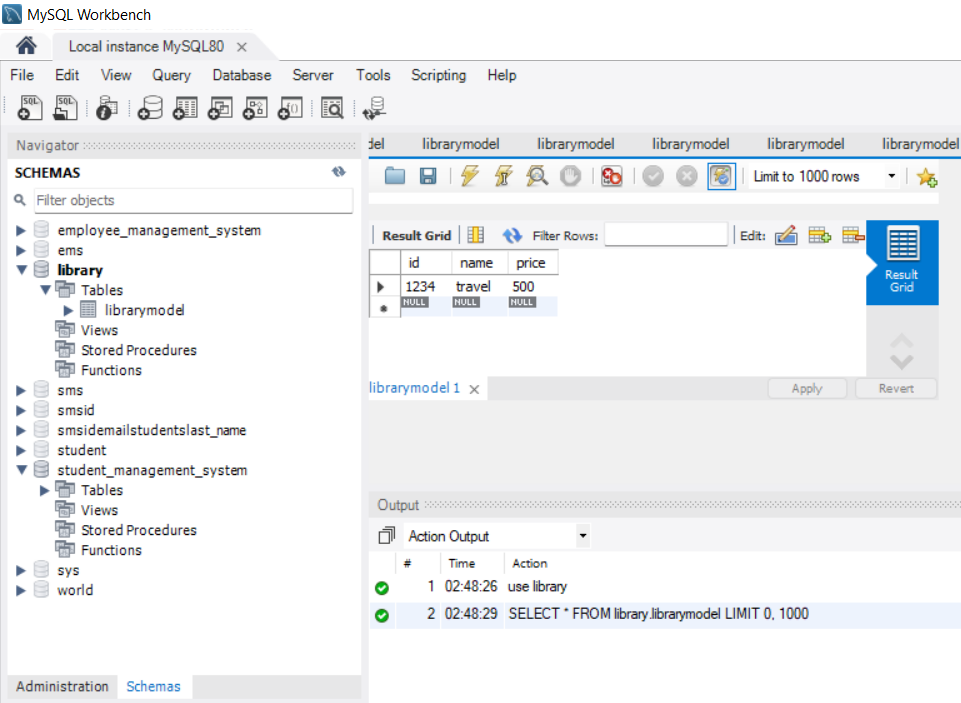 MySQL Workbench
Local instance MySQL80
File Edit View Query Database Server Tools Scripting Help
Navigator
SCHEMAS
Filter objects
employee_management_system
ems
library
Tables
librarymodel
Views
Stored Procedures
Functions
sms
smsid
smsidemailstudentslast_name
student
student_management_system
Tables
Views
Stored Procedures
Functions
sys
world
Administration Schemas
del librarymodel librarymodel librarymodel librarymodel librarymodel
Limit to 1000 rows
Result Grid Filter Rows: Edit:
id name price
1234 travel 500
NULL NULL NULL
Result
Grid
librarymodel 1
Apply Revert
Output
Action Output
# Time Action
1 02:48:26 use library
2 02:48:29 SELECT * FROM library.librarymodel LIMIT 0, 1000